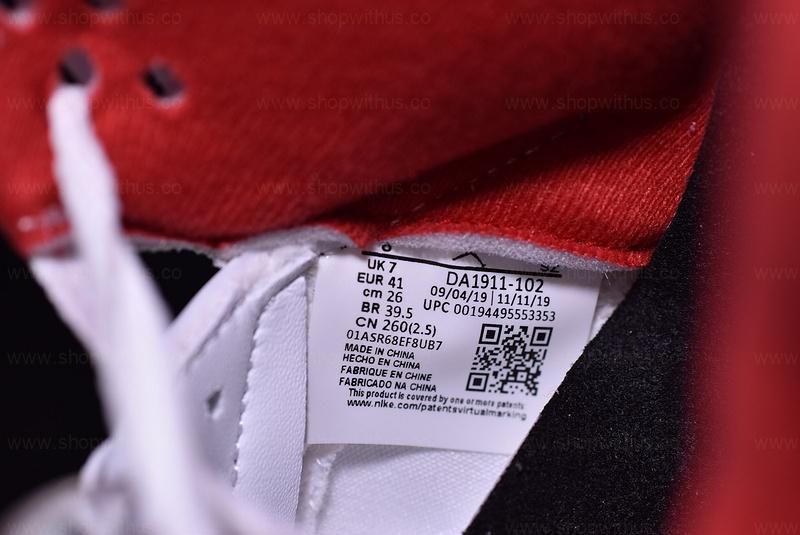 www.shopwithus.co
UK 7
EUR 41
cm 26
BR 39.5
CN 260(2.5)
01ASR68EF8UB7
DA1911-102
09/04/19 | 11/11/19
UPC 00194495553353
MADE IN CHINA
HECHO EN CHINA
FABRIQUE EN CHINE
FABRICADO NA CHINA
This product is covered by one or more patents
www.nike.com/patentsvirtualmarking